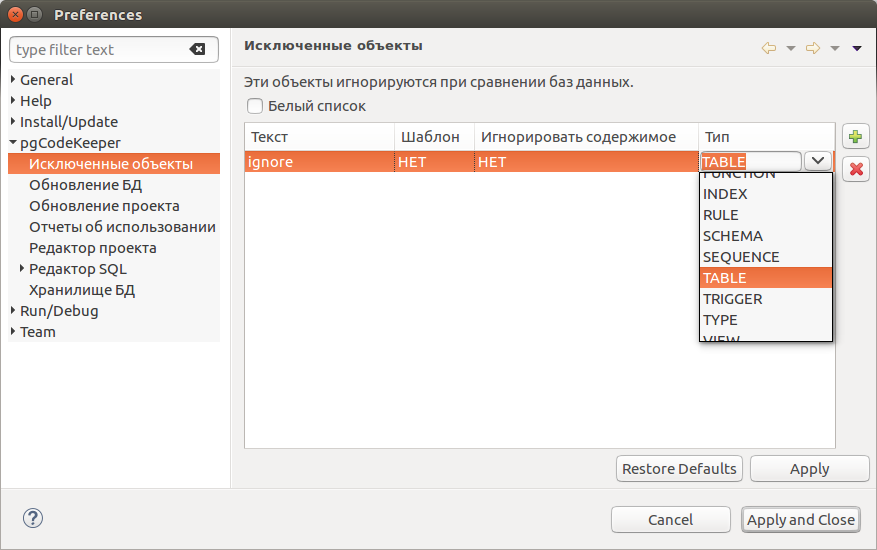 Preferences
type filter text
General
Help
Install/Update
pgCodeKeeper
Исключенные объекты
Обновление БД
Обновление проекта
Отчеты об использовании
Редактор проекта
Редактор SQL
Хранилище БД
Run/Debug
Team
Исключенные объекты
Эти объекты игнорируются при сравнении баз данных.
Белый список
Текст Шаблон Игнорировать содержимое Тип
ignore НЕТ НЕТ TABLE
FUNCTION
INDEX
RULE
SCHEMA
SEQUENCE
TABLE
TRIGGER
TYPE
VIEW
Restore Defaults Apply
? Cancel Apply and Close